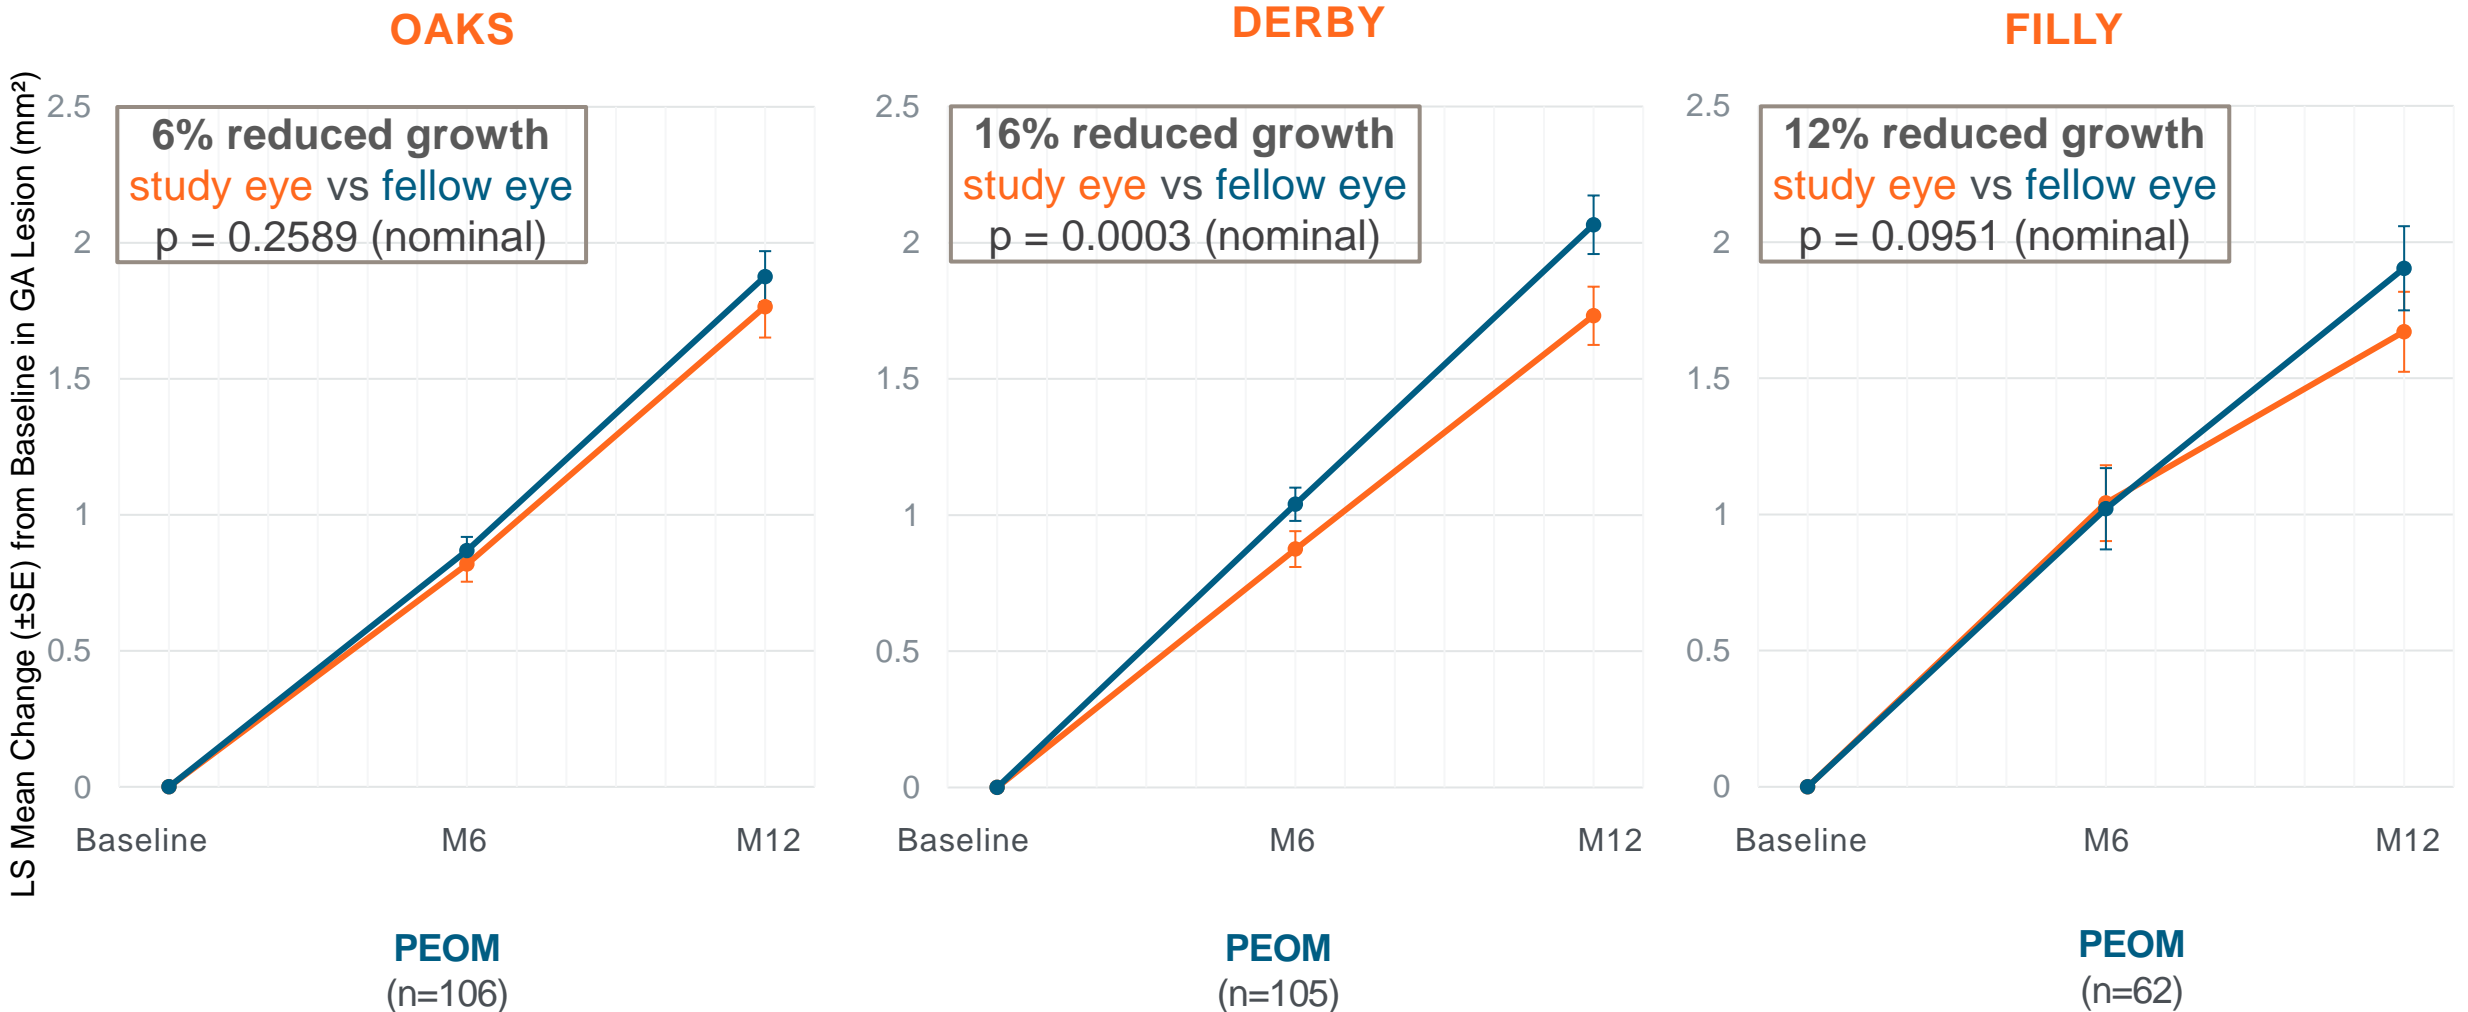 OAKS
DERBY
FILLY
LS Mean Change (±SE) from Baseline in GA Lesion (mm²)
2.5
2
1.5
1
0.5
0
6% reduced growth
study eye vs fellow eye
p = 0.2589 (nominal)
Baseline M6 M12
PEOM
(n=106)
2.5
2
1.5
1
0.5
0
16% reduced growth
study eye vs fellow eye
p = 0.0003 (nominal)
Baseline M6 M12
PEOM
(n=105)
2.5
2
1.5
1
0.5
0
12% reduced growth
study eye vs fellow eye
p = 0.0951 (nominal)
Baseline M6 M12
PEOM
(n=62)